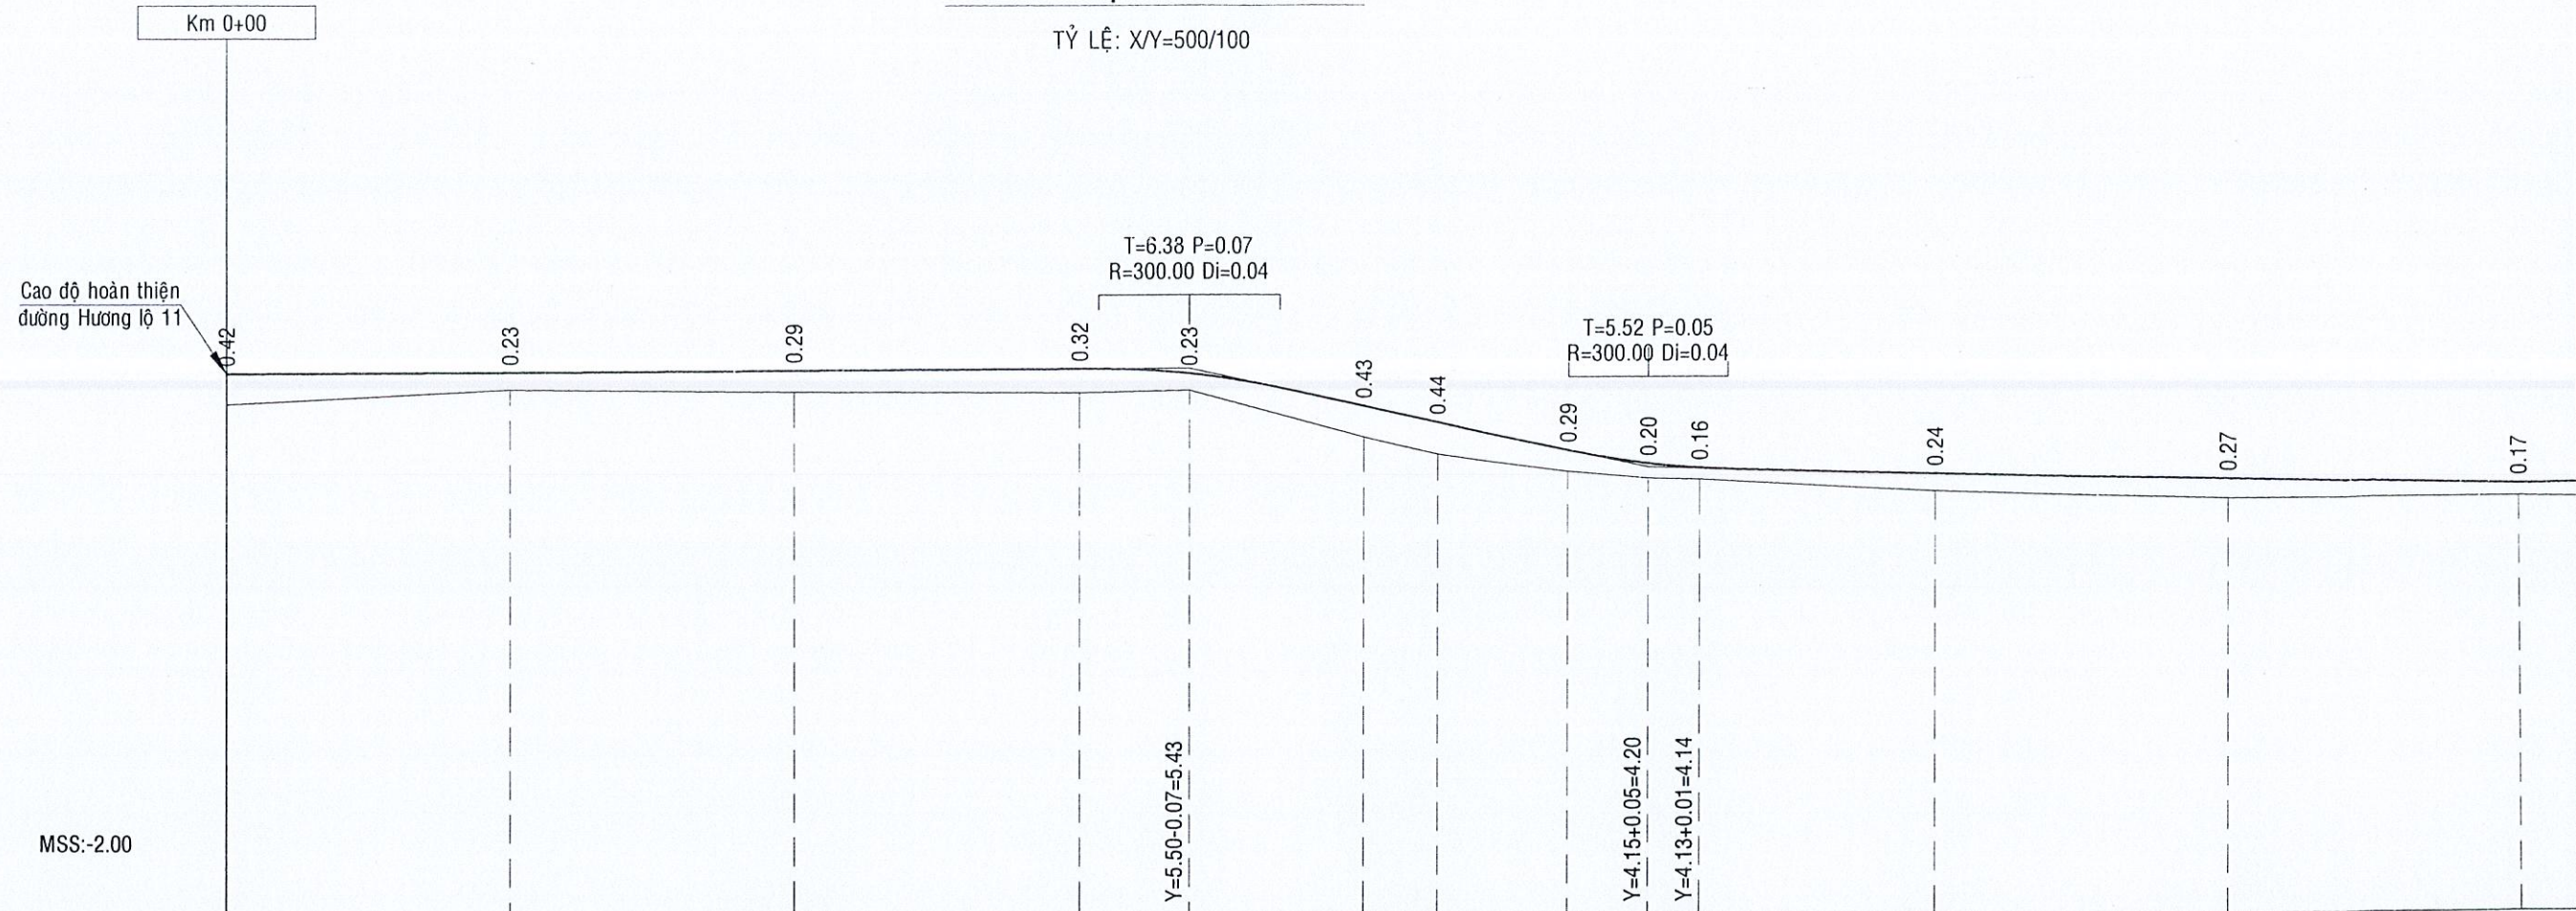 Km 0+00
TỶ LỆ: X/Y=500/100
T=6.38 P=0.07
R=300.00 Di=0.04
Cao độ hoàn thiện
đường Hương lộ 11
T=5.52 P=0.05
R=300.00 Di=0.04
0.42
0.23
0.29
0.32
0.23
0.43
0.44
0.29
0.20
0.16
0.24
0.27
0.17
Y=5.50-0.07=5.43
Y=4.15+0.05=4.20
Y=4.13+0.01=4.14
MSS:-2.00